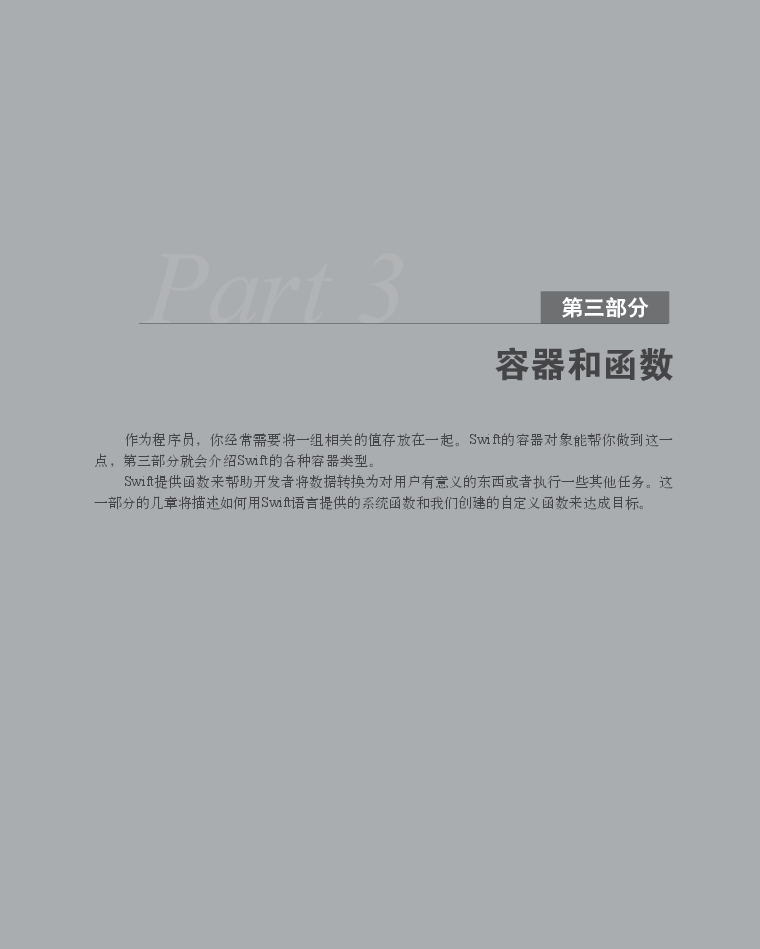 Part 3
第三部分
容器和函数
作为程序员，你经常需要将一组相关的值存放在一起。Swift的容器对象能帮你做到这一
点，第三部分就会介绍Swift的各种容器类型。
Swift提供函数来帮助开发者将数据转换为对用户有意义的东西或者执行一些其他任务。这
一部分的几章将描述如何用Swift语言提供的系统函数和我们创建的自定义函数来达成目标。